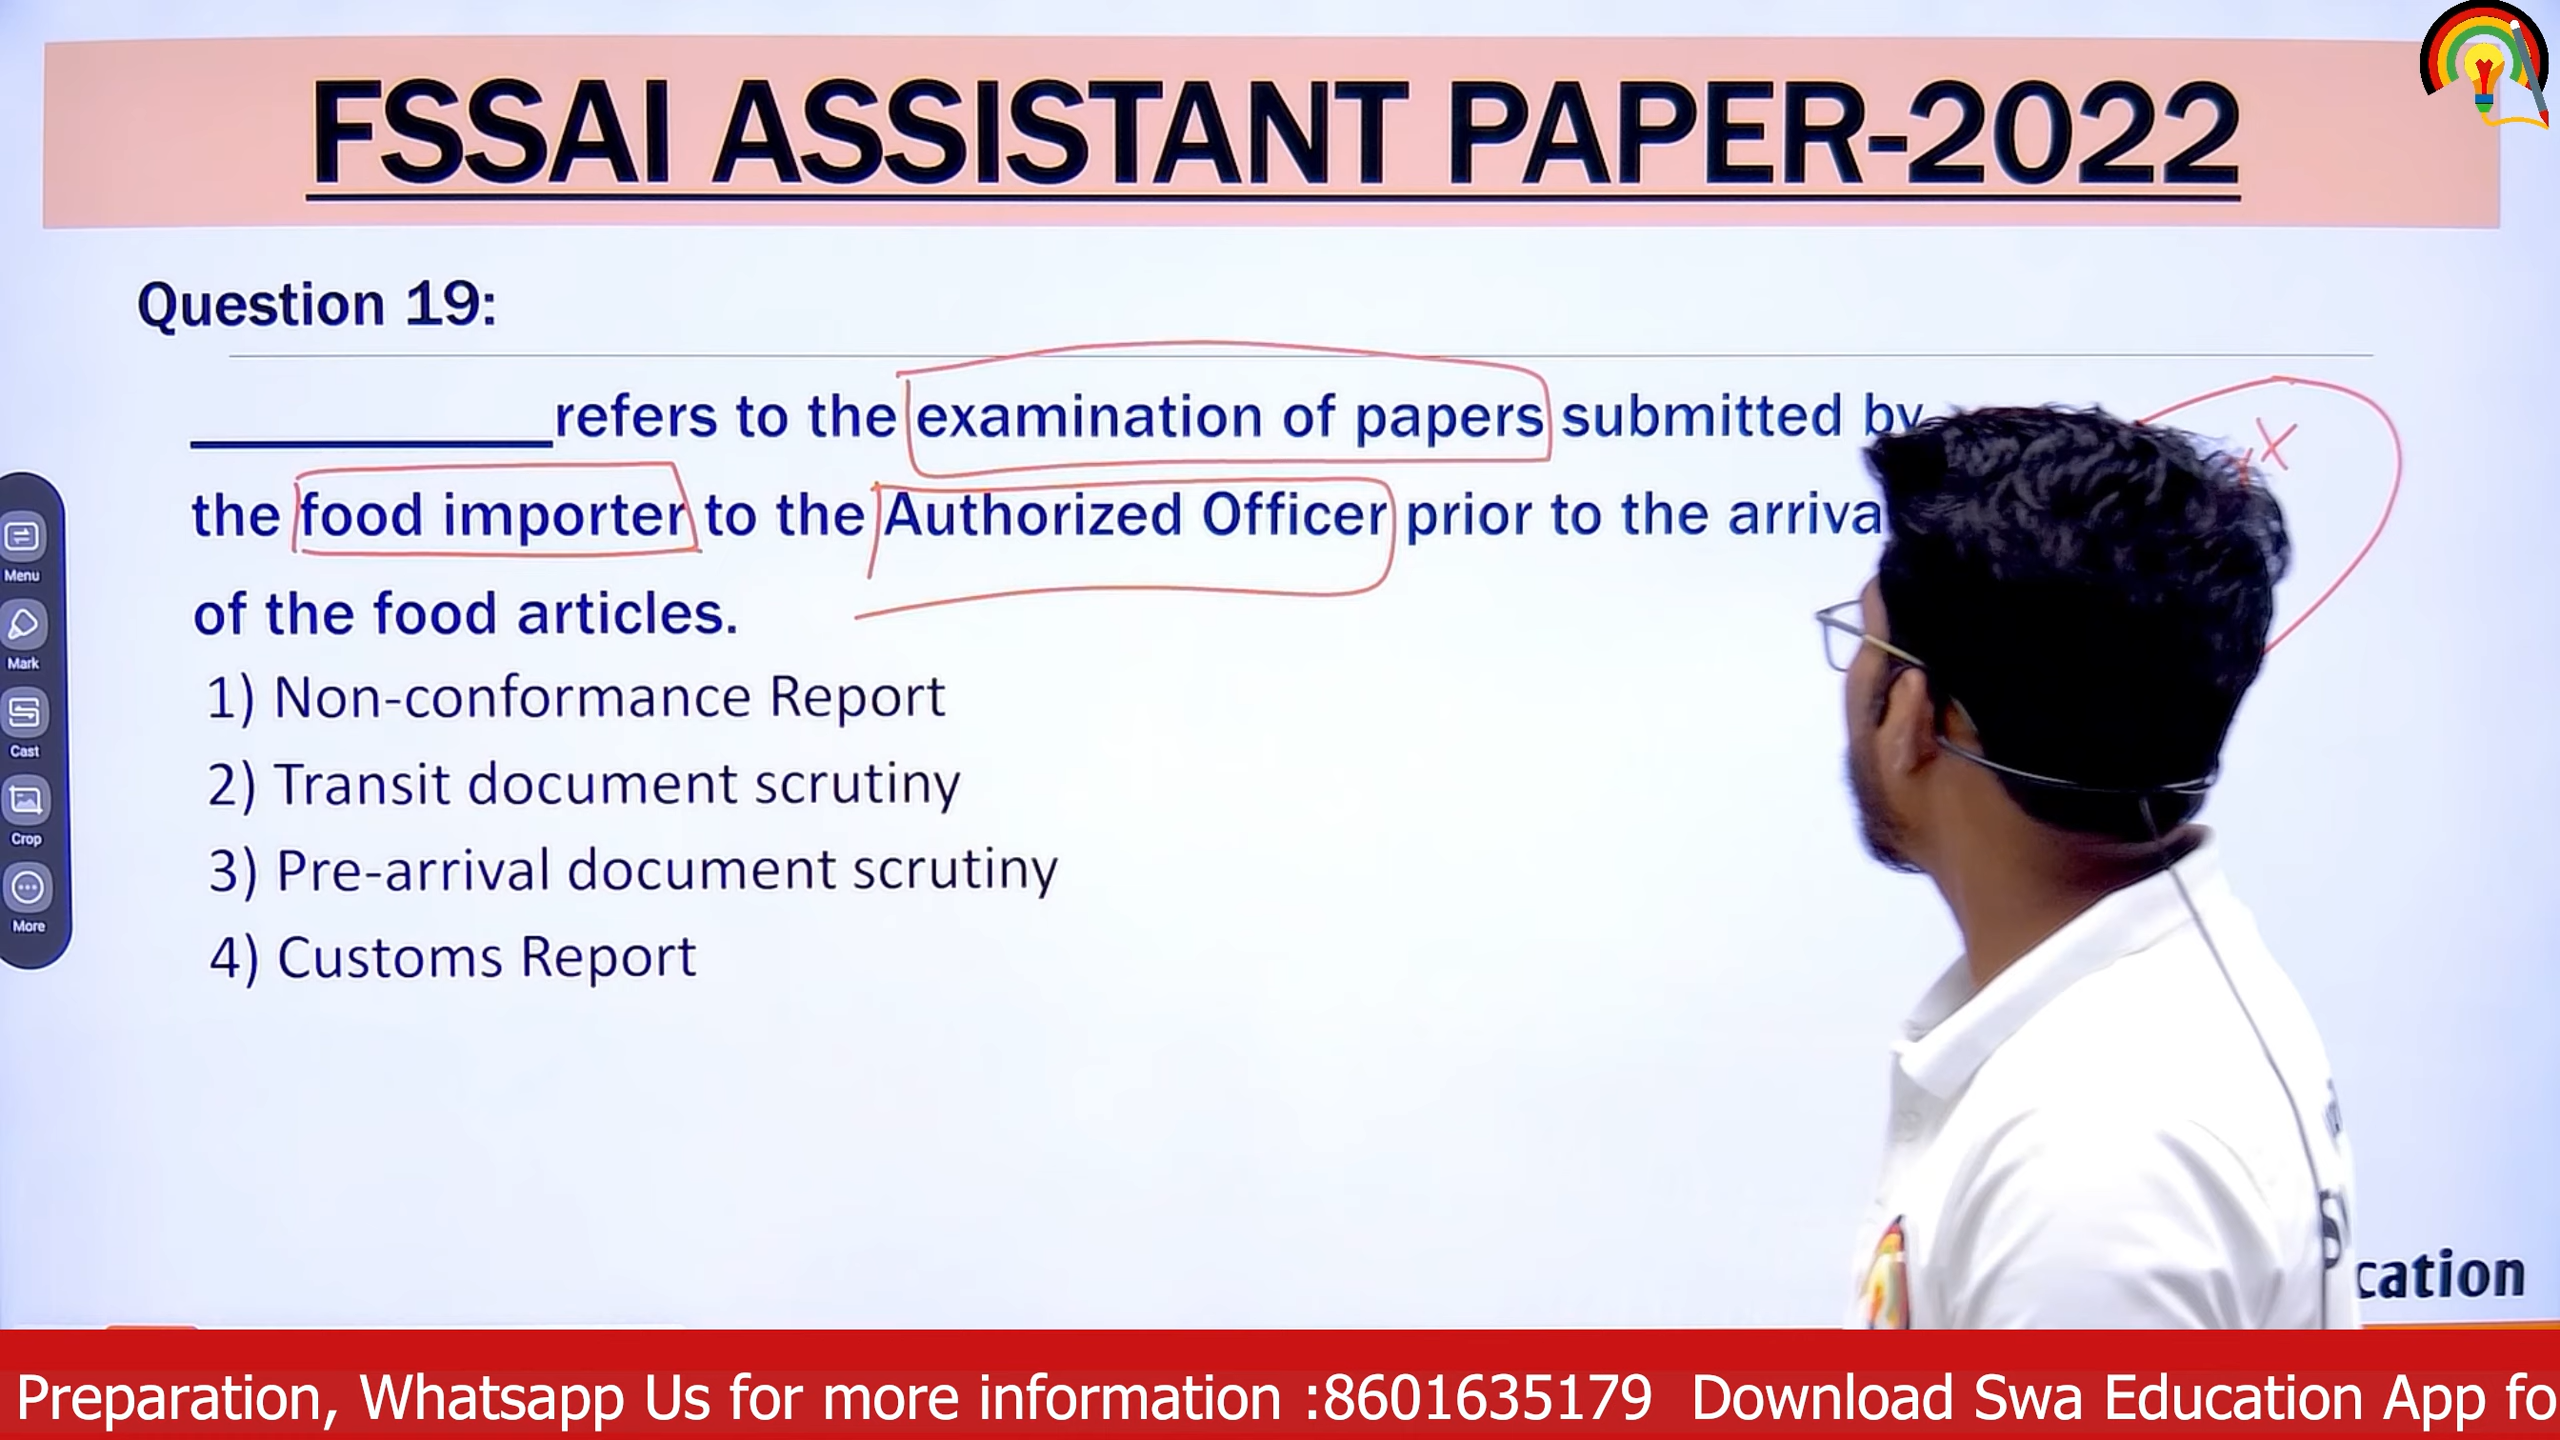 FSSAI ASSISTANT PAPER-2022
Question 19:
refers to the examination of papers submitted by
the food importer to the Authorized Officer prior to the arriva
of the food articles.
1) Non-conformance Report
2) Transit document scrutiny
3) Pre-arrival document scrutiny
4) Customs Report
X
Menu
Mark
Cast
Crop
More
cation
Preparation, Whatsapp Us for more information :8601635179 Download Swa Education App fo